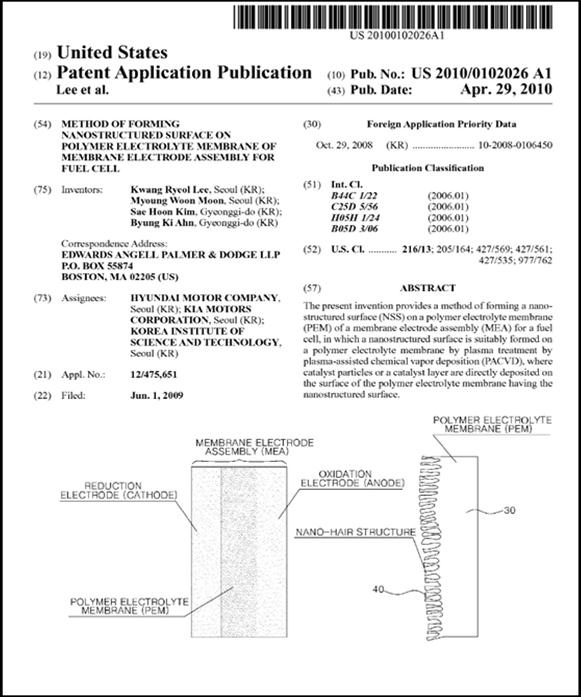 US 20100102026A1
(19) United States
(12) Patent Application Publication
(10) Pub. No.: US 2010/0102026 A1
Lee et al.
(43) Pub. Date: Apr. 29, 2010
(54) METHOD OF FORMING
NANOSTRUCTURED SURFACE ON
POLYMER ELECTROLYTE MEMBRANE OF
MEMBRANE ELECTRODE ASSEMBLY FOR
FUEL CELL
(75) Inventors: Kwang Ryeol Lee, Seoul (KR);
Myoung Woon Moon, Seoul (KR);
Sae Hoon Kim, Gyeonggi-do (KR);
Byung Ki Ahn, Gyeonggi-do (KR)
Correspondence Address:
EDWARDS ANGELL PALMER & DODGE LLP
P.O. BOX 55874
BOSTON, MA 02205 (US)
(73) Assignees: HYUNDAI MOTOR COMPANY,
Seoul (KR); KIA MOTORS
CORPORATION, Seoul (KR);
KOREA INSTITUTE OF
SCIENCE AND TECHNOLOGY,
Seoul (KR)
(21) Appl. No.: 12/475,651
(22) Filed: Jun. 1, 2009
(30) Foreign Application Priority Data
Oct. 29, 2008 (KR) ........................ 10-2008-0106450
Publication Classification
(51) Int. Cl.
B44C 1/22 (2006.01)
C25D 5/56 (2006.01)
H05H 1/24 (2006.01)
B05D 3/06 (2006.01)
(52) U.S. Cl. .......... 216/13; 205/164; 427/569; 427/561;
427/535; 977/762
(57) ABSTRACT
The present invention provides a method of forming a nano-
structured surface (NSS) on a polymer electrolyte membrane
(PEM) of a membrane electrode assembly (MEA) for a fuel
cell, in which a nanostructured surface is suitably formed on
a polymer electrolyte membrane by plasma treatment by
plasma-assisted chemical vapor deposition (PACVD), where
catalyst particles or a catalyst layer are directly deposited on
the surface of the polymer electrolyte membrane having the
nanostructured surface.
MEMBRANE ELECTRODE
ASSEMBLY (MEA)
REDUCTION
ELECTRODE (CATHODE)
OXIDATION
ELECTRODE (ANODE)
POLYMER ELECTROLYTE
MEMBRANE (PEM)
POLYMER ELECTROLYTE
MEMBRANE (PEM)
30
NANO-HAIR STRUCTURE
40